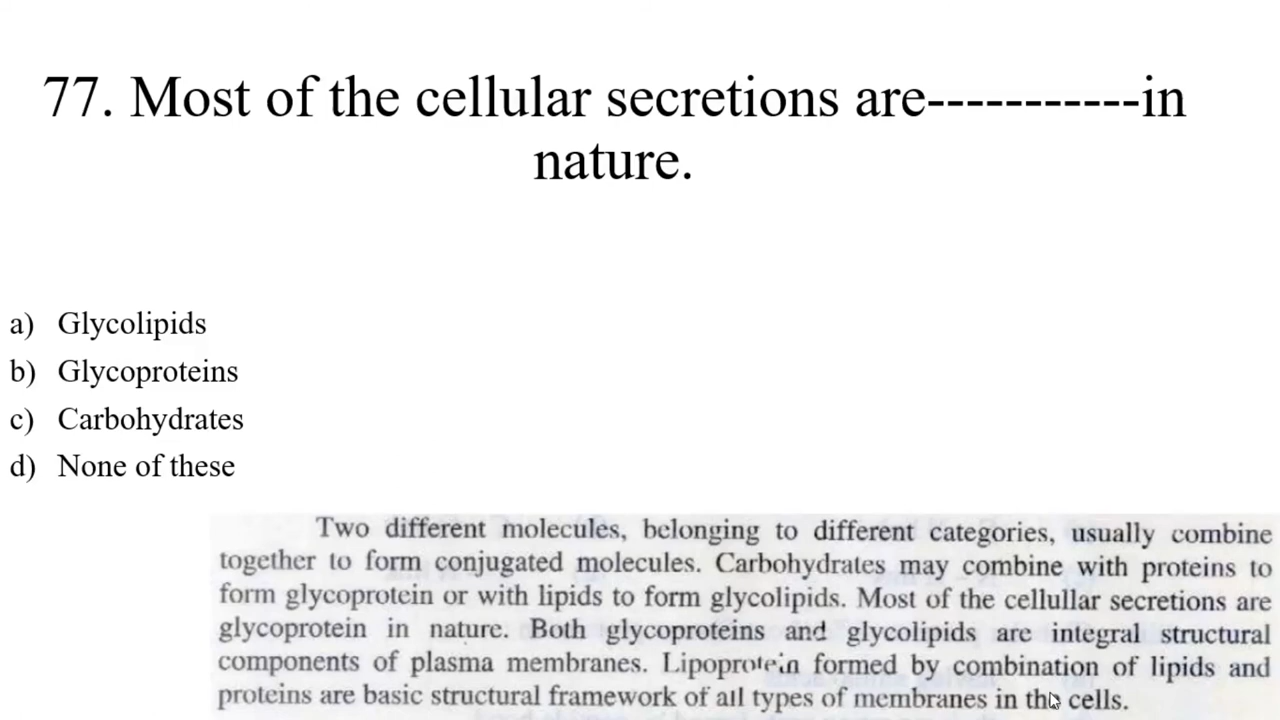 77. Most of the cellular secretions are-----------in
nature.
a) Glycolipids
b) Glycoproteins
c) Carbohydrates
d) None of these
Two different molecules, belonging to different categories, usually combine
together to form conjugated molecules. Carbohydrates may combine with proteins to
form glycoprotein or with lipids to form glycolipids. Most of the cellullar secretions are
glycoprotein in nature. Both glycoproteins and glycolipids are integral structural
components of plasma membranes. Lipoprotein formed by combination of lipids and
proteins are basic structural framework of all types of membranes in the cells.